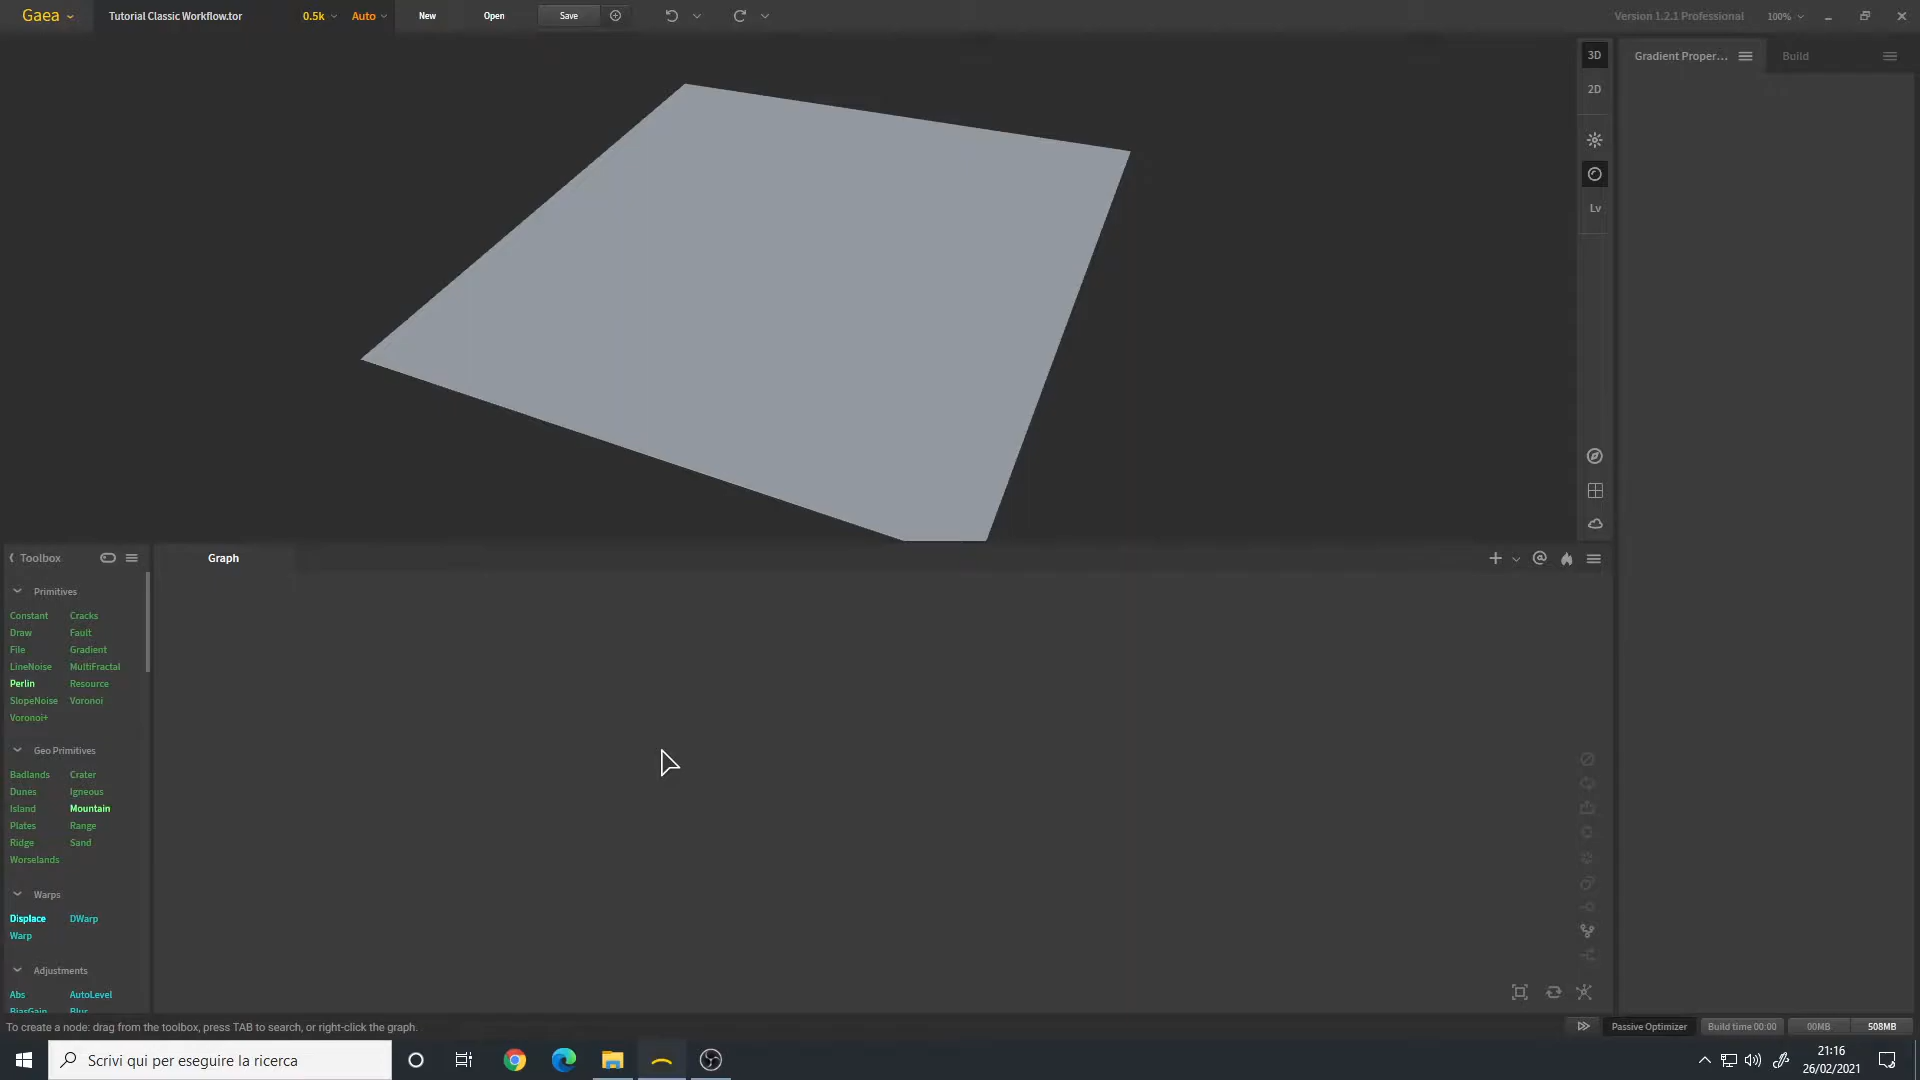 Gaea Tutorial Classic Workflow.tor 0.5k Auto New Open Save Version 1.2.1 Professional 100%
3D Gradient Proper... Build
2D
Lv
Toolbox Graph
Primitives
Constant Cracks
Draw Fault
File Gradient
LineNoise MultiFractal
Perlin Resource
SlopeNoise Voronoi
Voronoi+
Geo Primitives
Badlands Crater
Dunes Igneous
Island Mountain
Plates Range
Ridge Sand
Worselands
Warps
Displace DWarp
Warp
Adjustments
Abs AutoLevel
BiasGain Blur
To create a node: drag from the toolbox, press TAB to search, or right-click the graph. Passive Optimizer Build time 00:00 00MB 508MB
Scrivi qui per eseguire la ricerca 21:16
26/02/2021